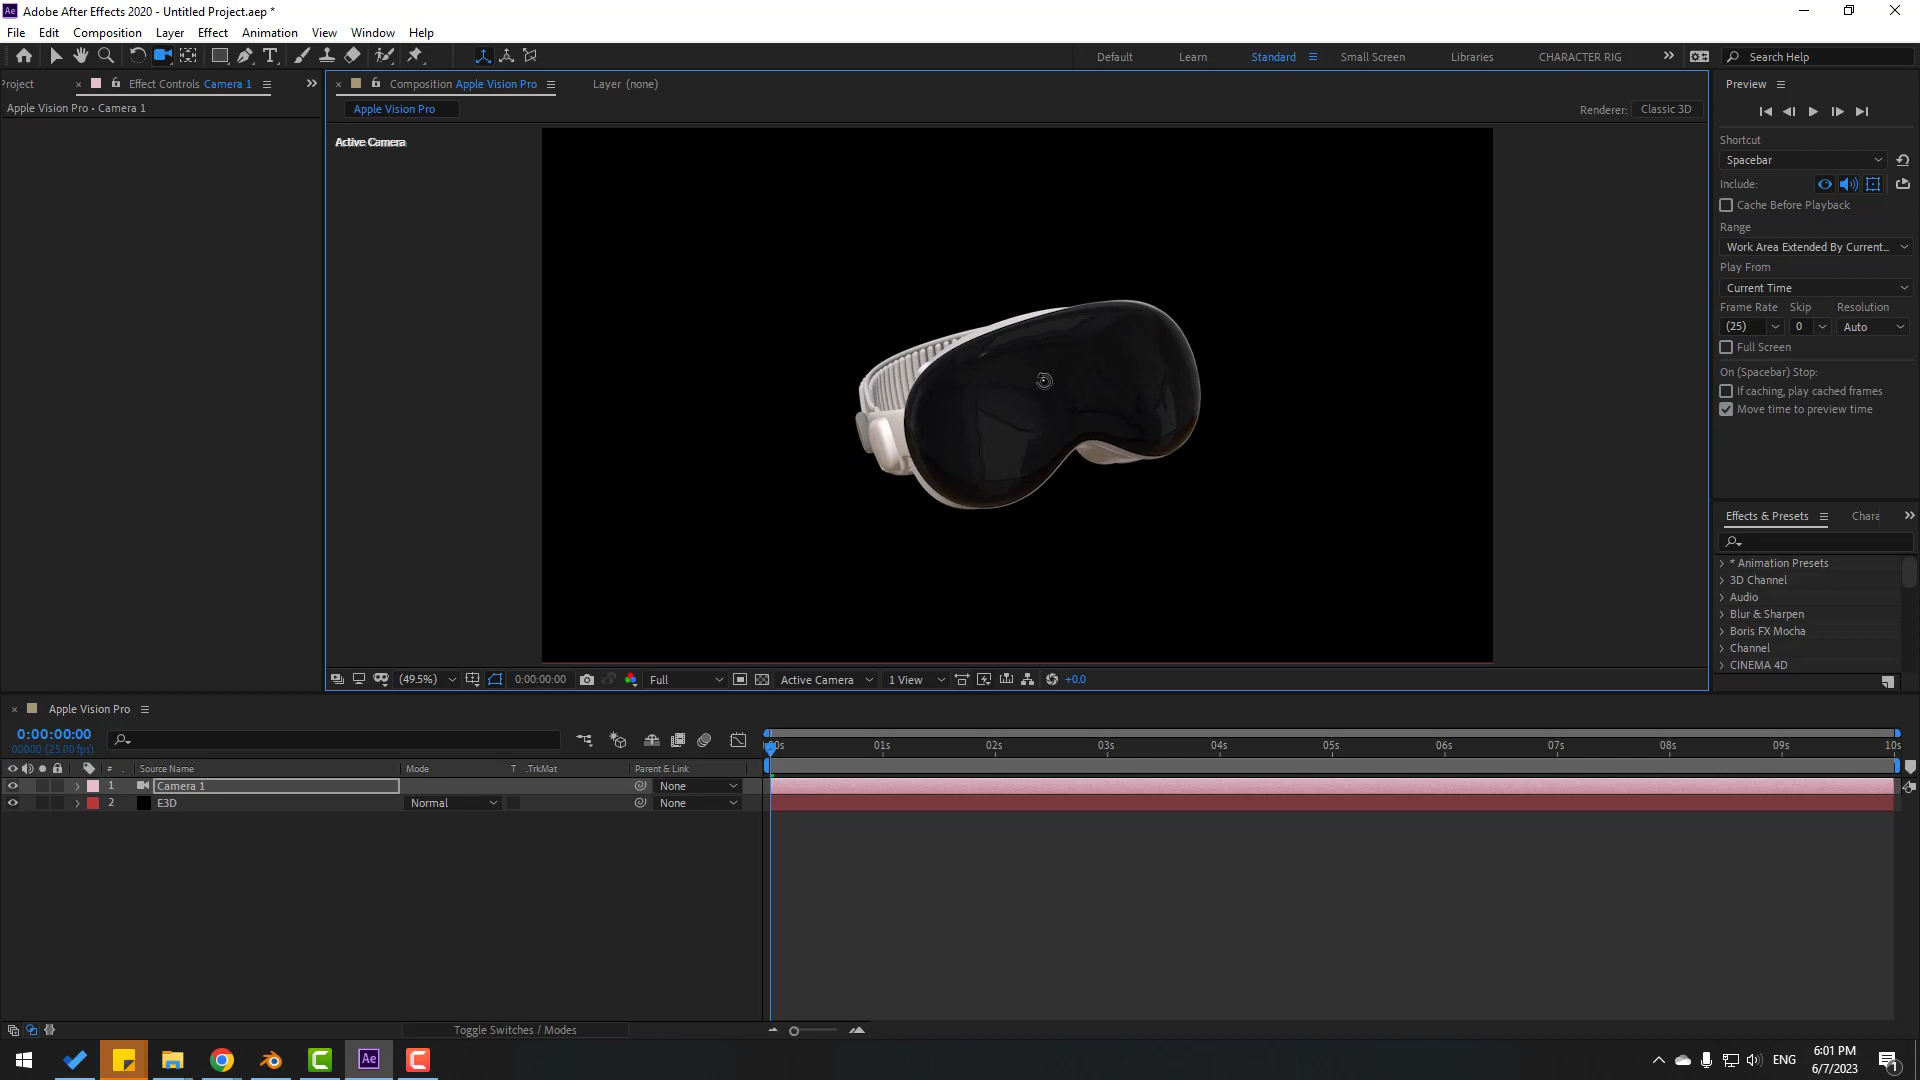 Adobe After Effects 2020 - Untitled Project.aep *
File Edit Composition Layer Effect Animation View Window Help
Default Learn Standard Small Screen Libraries CHARACTER RIG Search Help
Project Effect Controls Camera 1
Composition Apple Vision Pro Layer (none)
Preview
Apple Vision Pro • Camera 1
Apple Vision Pro
Renderer: Classic 3D
Active Camera
Shortcut
Spacebar
Include:
Cache Before Playback
Range
Work Area Extended By Current...
Play From
Current Time
Frame Rate Skip Resolution
(25) 0 Auto
Full Screen
On (Spacebar) Stop:
If caching, play cached frames
Move time to preview time
Effects & Presets Chara
* Animation Presets
3D Channel
Audio
Blur & Sharpen
Boris FX Mocha
Channel
CINEMA 4D
(49.5%) 0:00:00:00 Full Active Camera 1 View +0.0
Apple Vision Pro
0:00:00:00
00000 (25.00 fps)
:00s 01s 02s 03s 04s 05s 06s 07s 08s 09s 10s
# Source Name Mode T .TrkMat Parent & Link
1 Camera 1 None
2 E3D Normal None
Toggle Switches / Modes
Ae
ENG
6:01 PM
6/7/2023
1